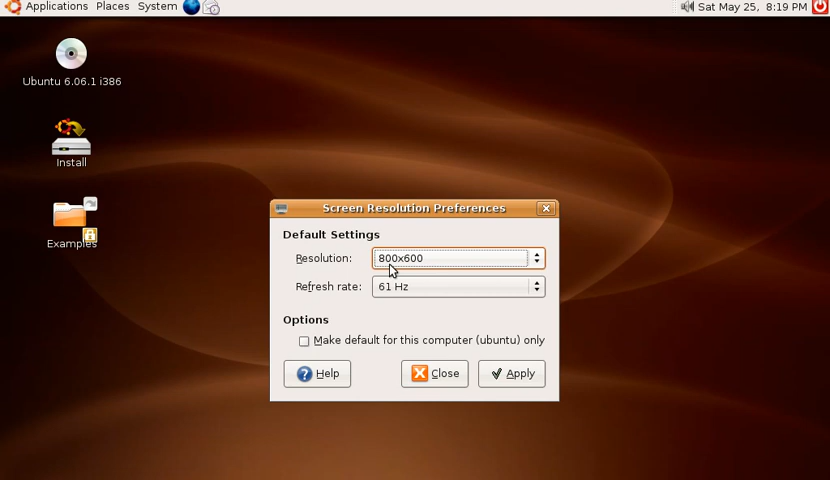 Applications Places System Sat May 25, 8:19 PM
Ubuntu 6.06.1 i386
Install
Examples
Screen Resolution Preferences
Default Settings
Resolution: 800x600
Refresh rate: 61 Hz
Options
Make default for this computer (ubuntu) only
Help Close Apply